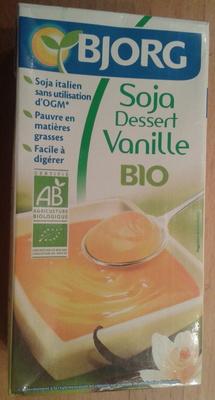 BJORG
Soja italien
sans utilisation
d'OGM*
Pauvre en
matières
grasses
Facile à
digérer
Soja
Dessert
Vanille
BIO
CERTIFIÉ
AB
AGRICULTURE
BIOLOGIQUE